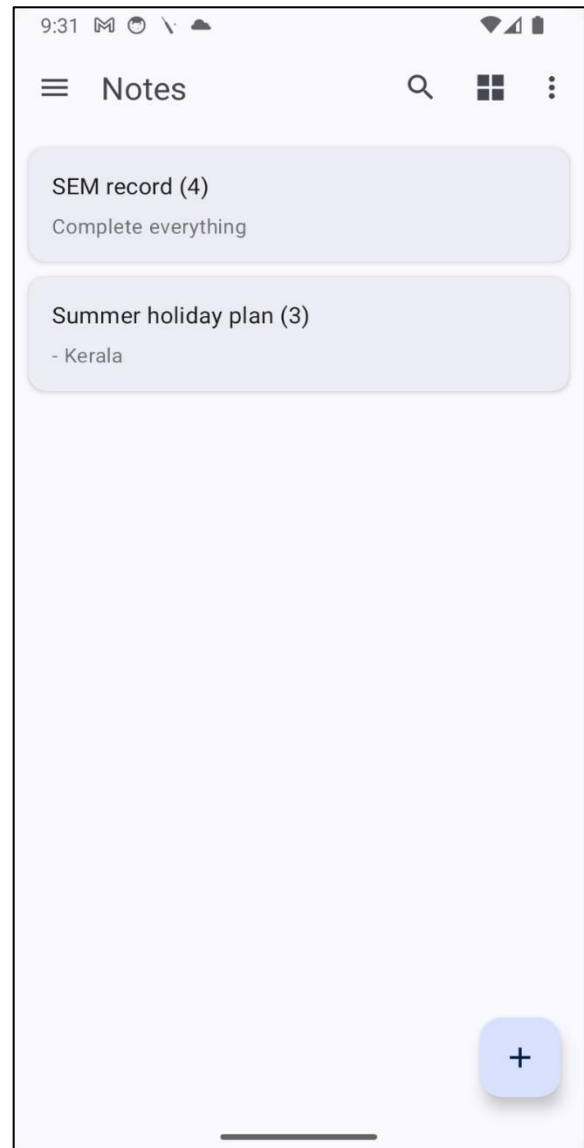 9:31
Notes
SEM record (4)
Complete everything
Summer holiday plan (3)
- Kerala
+